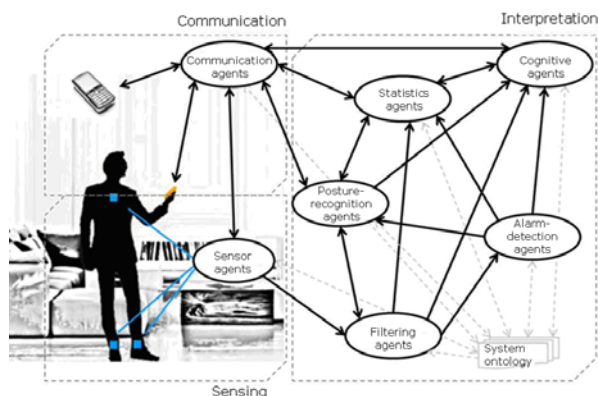 Communication
Interpretation
Communication
agents
Cognitive
agents
Statistics
agents
Posture-
recognition
agents
Alarm-
detection
agents
Sensor
agents
Filtering
agents
System
ontology
Sensing